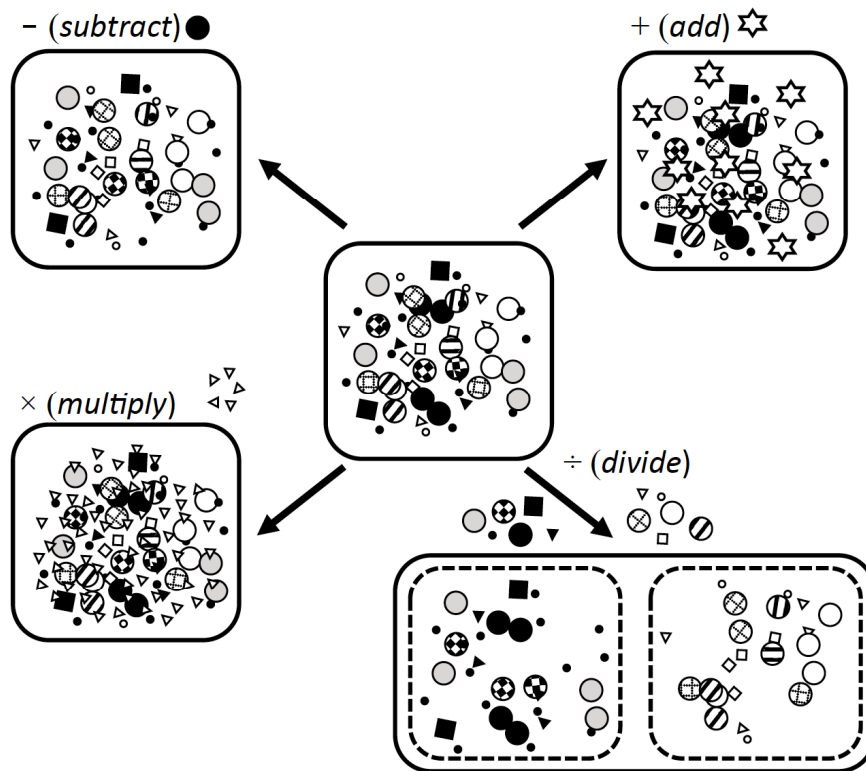 − (subtract)
+ (add)
× (multiply)
÷ (divide)